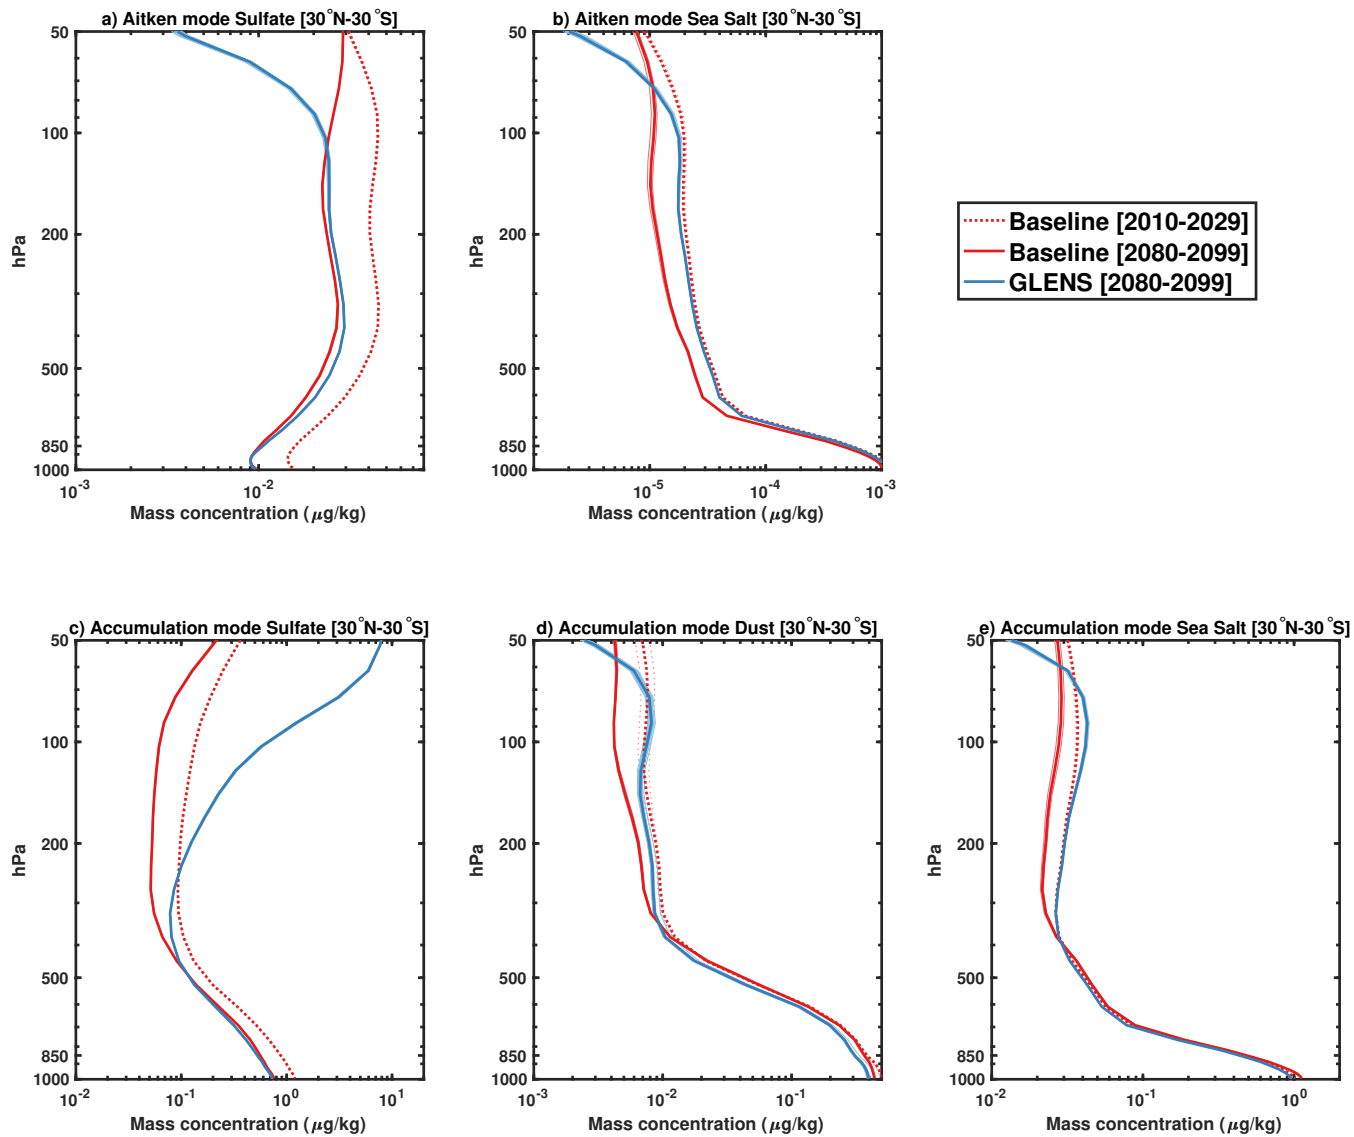 a) Aitken mode Sulfate [30°N-30°S]
50
100
200
500
850
1000
hPa
10-3
10-2
Mass concentration (μg/kg)
b) Aitken mode Sea Salt [30°N-30°S]
50
100
200
500
850
1000
hPa
10-5
10-4
10-3
Mass concentration (μg/kg)
Baseline [2010-2029]
Baseline [2080-2099]
GLENS [2080-2099]
c) Accumulation mode Sulfate [30°N-30°S]
50
100
200
500
850
1000
hPa
10-2
10-1
100
101
Mass concentration (μg/kg)
d) Accumulation mode Dust [30°N-30°S]
50
100
200
500
850
1000
hPa
10-3
10-2
10-1
Mass concentration (μg/kg)
e) Accumulation mode Sea Salt [30°N-30°S]
50
100
200
500
850
1000
hPa
10-2
10-1
100
Mass concentration (μg/kg)